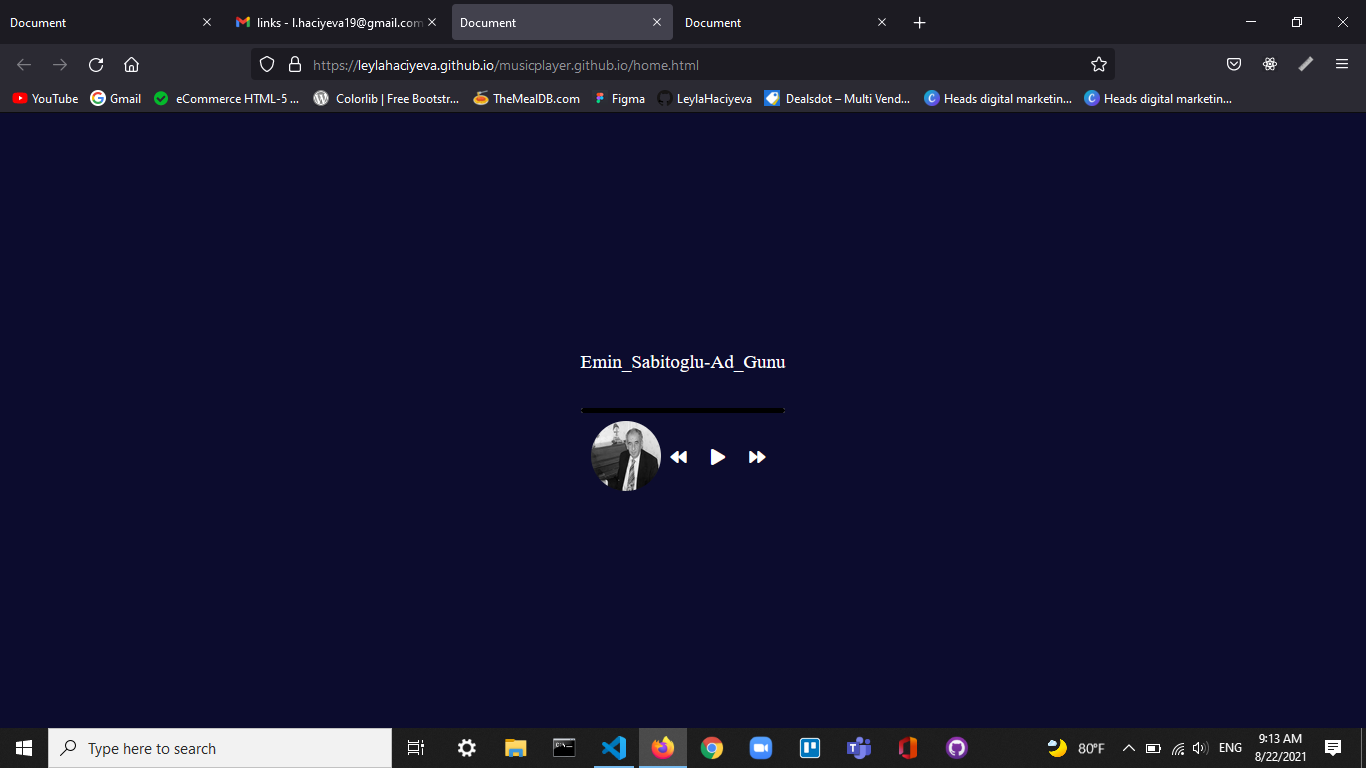 Document
links - l.haciyeva19@gmail.com
Document
Document
https://leylahaciyeva.github.io/musicplayer.github.io/home.html
YouTube
Gmail
eCommerce HTML-5 ...
Colorlib | Free Bootstr...
TheMealDB.com
Figma
LeylaHaciyeva
Dealsdot – Multi Vend...
Heads digital marketin...
Heads digital marketin...
Emin_Sabitoglu-Ad_Gunu
Type here to search
80°F
ENG
9:13 AM
8/22/2021